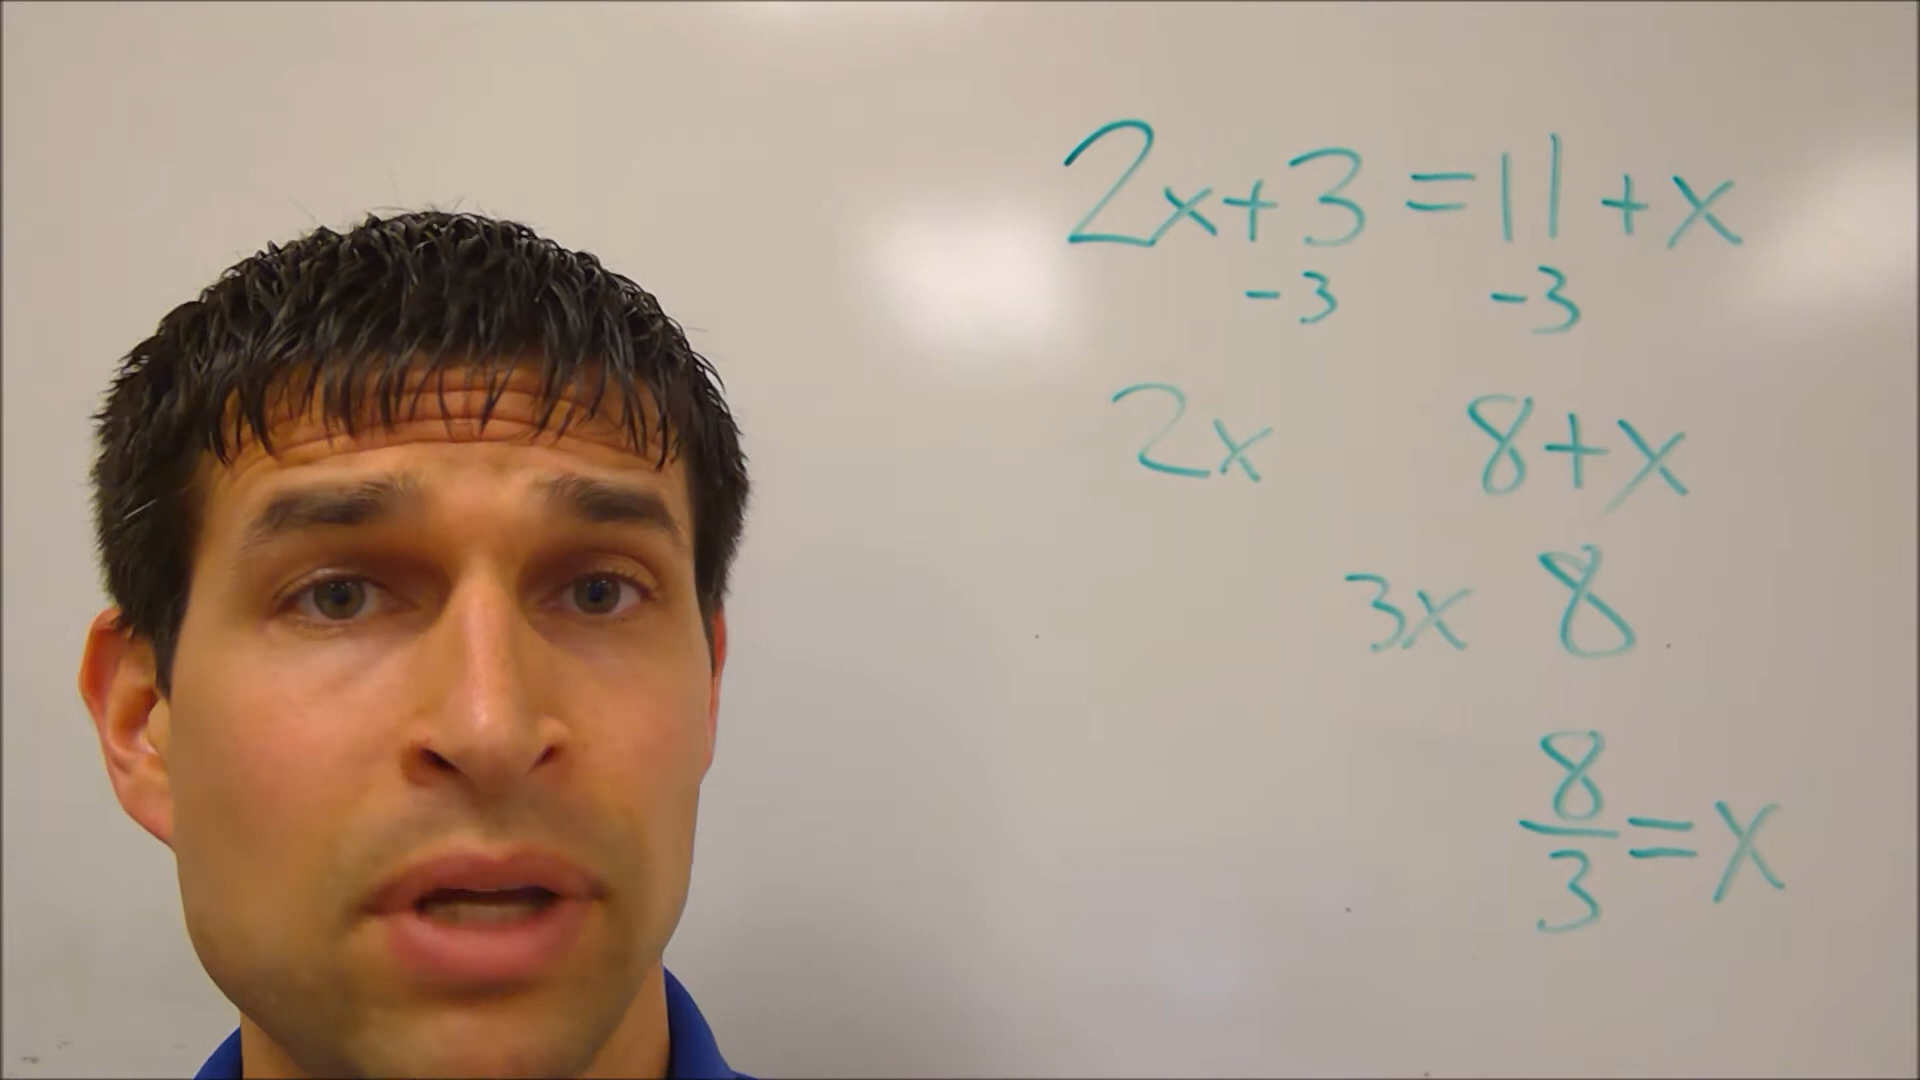 2x+3=11+x
-3 -3
2x 8+x
3x 8
8
3 =x